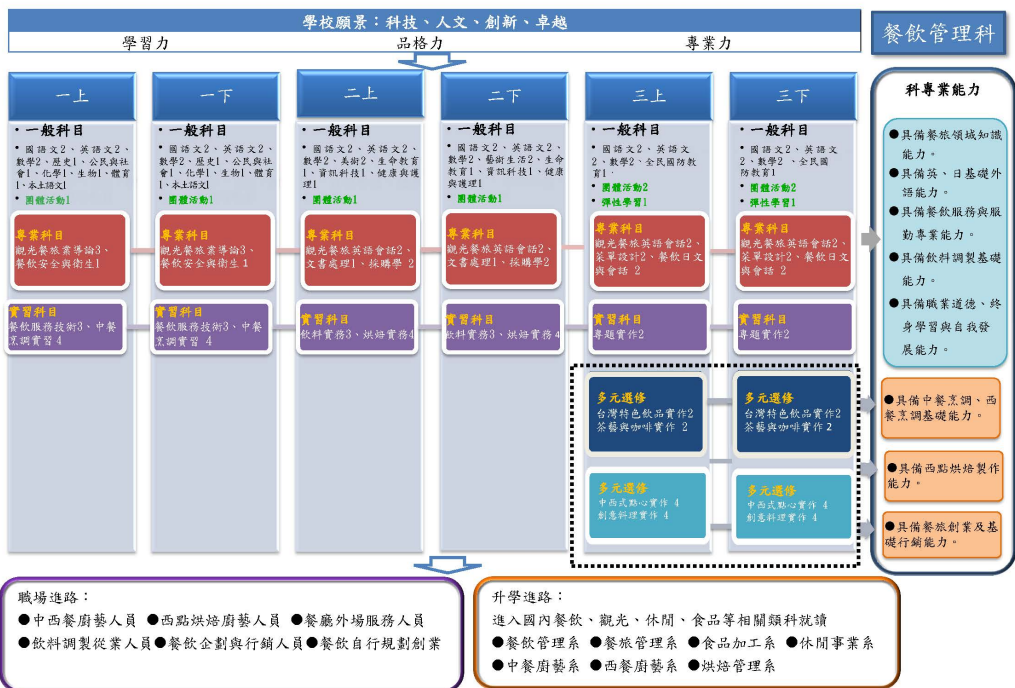 學校願景：科技、人文、創新、卓越
學習力
品格力
專業力
餐飲管理科
一上
• 一般科目
• 國語文2、英語文2、
數學2、歷史1、公民與社
會1、化學1、生物1、體育
1、本土語文1
• 團體活動1
專業科目
觀光餐旅業導論3、
餐飲安全與衛生1
實習科目
餐飲服務技術3、中餐
烹調實習 4
一下
• 一般科目
• 國語文2、英語文2、
數學2、歷史1、公民與社
會1、化學1、生物1、體育
1、本土語文1
• 團體活動1
專業科目
觀光餐旅業導論3、
餐飲安全與衛生 1
實習科目
餐飲服務技術3、中餐
烹調實習 4
二上
• 一般科目
• 國語文2、英語文2、
數學2、美術2、生命教育
1、資訊科技1、健康與護
理1
• 團體活動1
專業科目
觀光餐旅英語會話2、
文書處理1、採購學 2
實習科目
飲料實務3、烘焙實務4
二下
• 一般科目
• 國語文2、英語文2、
數學2、藝術生活2、生命
教育1、資訊科技1、健康
與護理1
• 團體活動1
專業科目
觀光餐旅英語會話2、
文書處理1、採購學2
實習科目
飲料實務3、烘焙實務4
三上
• 一般科目
• 國語文2、英語文
2、數學2、全民國防教
育1
• 團體活動2
• 彈性學習1
專業科目
觀光餐旅英語會話2、
菜單設計2、餐飲日文
與會話 2
實習科目
專題實作2
多元選修
台灣特色飲品實作2
茶藝與咖啡實作 2
多元選修
中西式點心實作 4
創意料理實作 4
三下
• 一般科目
• 國語文2、英語文
2、數學2 、全民國
防教育1
• 團體活動2
• 彈性學習1
專業科目
觀光餐旅英語會話2、
菜單設計2、餐飲日文
與會話 2
實習科目
專題實作2
多元選修
台灣特色飲品實作2
茶藝與咖啡實作 2
多元選修
中西式點心實作 4
創意料理實作 4
科專業能力
●具備餐旅領域知識
能力。
●具備英、日基礎外
語能力。
●具備餐飲服務與服
勤專業能力。
●具備飲料調製基礎
能力。
●具備職業道德、終
身學習與自我發
展能力。
●具備中餐烹調、西
餐烹調基礎能力。
●具備西點烘焙製作
能力。
●具備餐旅創業及基
礎行銷能力。
職場進路：
●中西餐廚藝人員 ●西點烘焙廚藝人員 ●餐廳外場服務人員
●飲料調製從業人員●餐飲企劃與行銷人員●餐飲自行規劃創業
升學進路：
進入國內餐飲、觀光、休閒、食品等相關類科就讀
●餐飲管理系 ●餐旅管理系 ●食品加工系 ●休閒事業系
●中餐廚藝系 ●西餐廚藝系 ●烘焙管理系